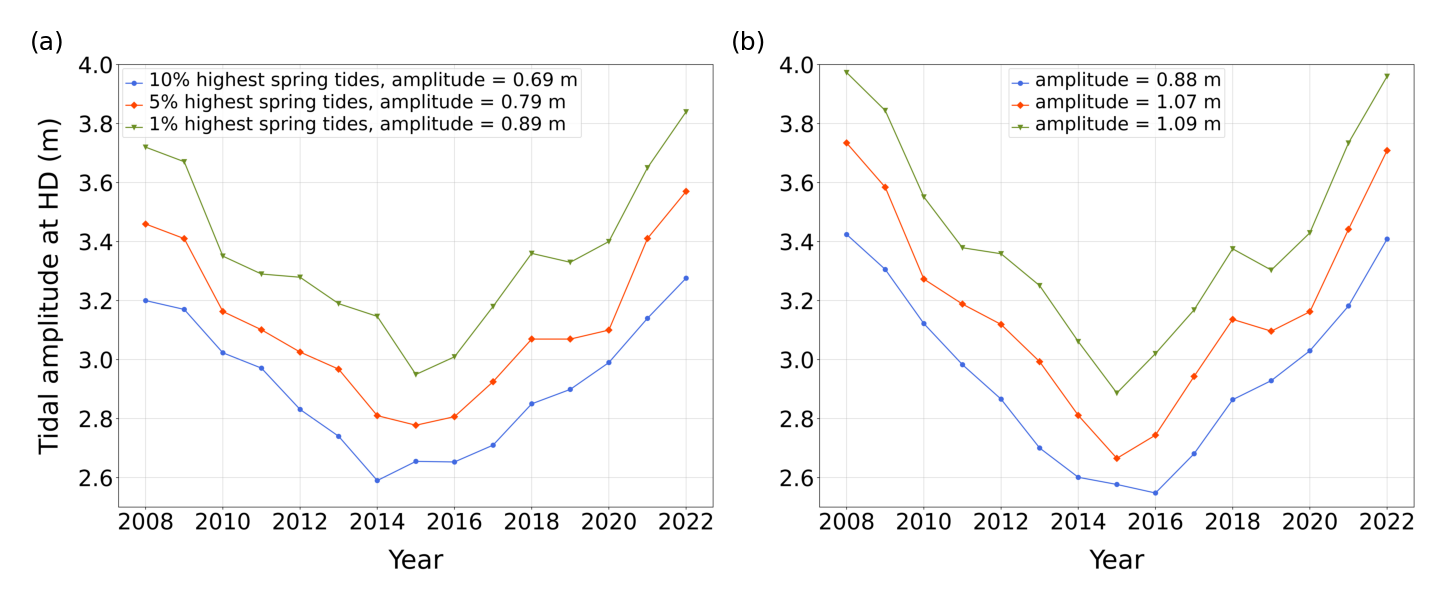 (a)
10% highest spring tides, amplitude = 0.69 m
5% highest spring tides, amplitude = 0.79 m
1% highest spring tides, amplitude = 0.89 m
Tidal amplitude at HD (m)
4.0
3.8
3.6
3.4
3.2
3.0
2.8
2.6
2008 2010 2012 2014 2016 2018 2020 2022
Year
(b)
amplitude = 0.88 m
amplitude = 1.07 m
amplitude = 1.09 m
4.0
3.8
3.6
3.4
3.2
3.0
2.8
2.6
2008 2010 2012 2014 2016 2018 2020 2022
Year